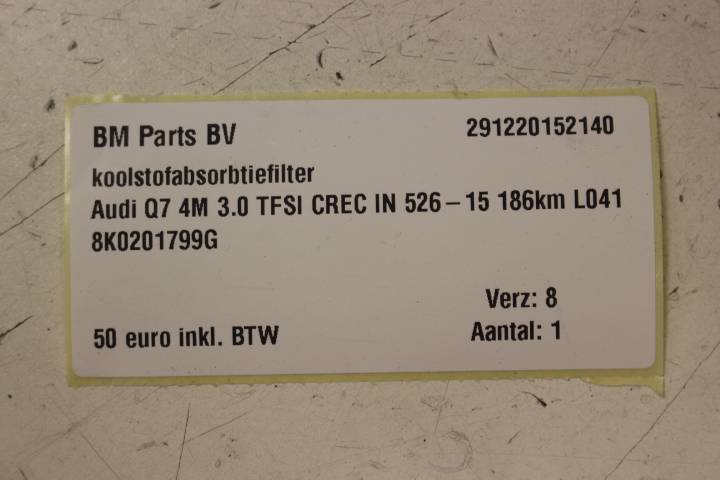 BM Parts BV 291220152140
koolstofabsorbtiefilter
Audi Q7 4M 3.0 TFSI CREC IN 526-15 186km L041
8K0201799G
Verz: 8
50 euro inkl. BTW Aantal: 1